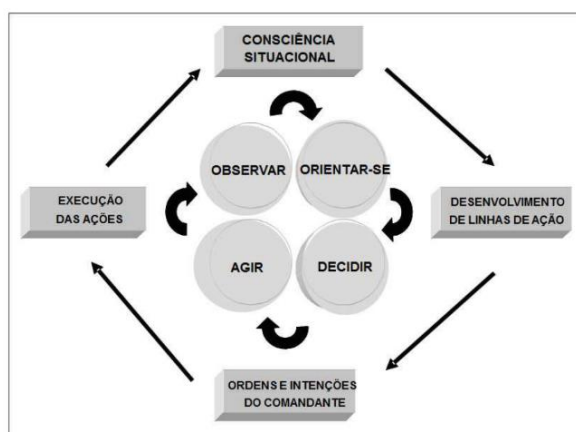 CONSCIÊNCIA
SITUACIONAL
OBSERVAR
ORIENTAR-SE
EXECUÇÃO
DAS AÇÕES
DESENVOLVIMENTO
DE LINHAS DE AÇÃO
AGIR
DECIDIR
ORDENS E INTENÇÕES
DO COMANDANTE